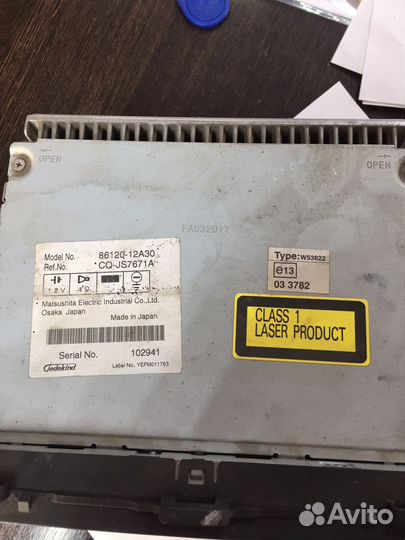 OPEN
OPEN
FA032017
Model No. 86120-12A30
Ref.No. CQ-JS7671A
12V 4Ω
Matsushita Electric Industrial Co.,Ltd.
Osaka Japan
Made in Japan
Serial No. 102941
Jedekind
Label No. YEFM011763
Type: W53822
e13
03 3782
CLASS 1
LASER PRODUCT
Avito